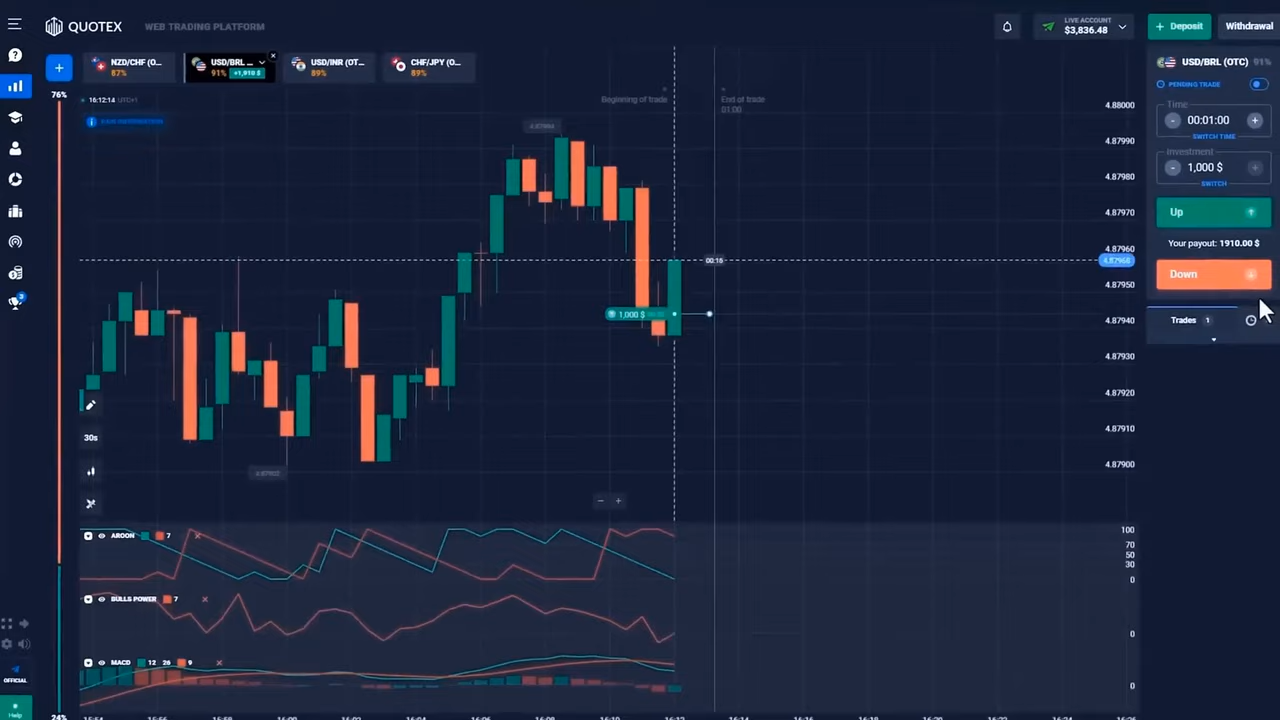 QUOTEX
WEB TRADING PLATFORM
LIVE ACCOUNT
$3,836.48
+ Deposit
Withdrawal
+
NZD/CHF (O...
87%
USD/BRL ...
91% +1,910 $
USD/INR (OT...
89%
CHF/JPY (O...
89%
USD/BRL (OTC) 91%
PENDING TRADE
Time
- 00:01:00 +
SWITCH TIME
Investment
- 1,000 $ +
SWITCH
Up
Your payout: 1910.00 $
Down
Trades 1
76%
16:12:14 UTC+1
Beginning of trade
End of trade
01:00
4.88000
4.87990
4.87980
4.87970
4.87960
00:16
4.87968
4.87950
1,000 $
4.87940
4.87930
4.87920
4.87910
4.87900
30s
- +
AROON 7
100
70
50
30
0
BULLS POWER 7
0
MACD 12 26 9
0
OFFICIAL
Help
24%
15:54
15:56
15:58
16:00
16:02
16:04
16:06
16:08
16:10
16:12
16:14
16:16
16:18
16:20
16:22
16:24
16:26